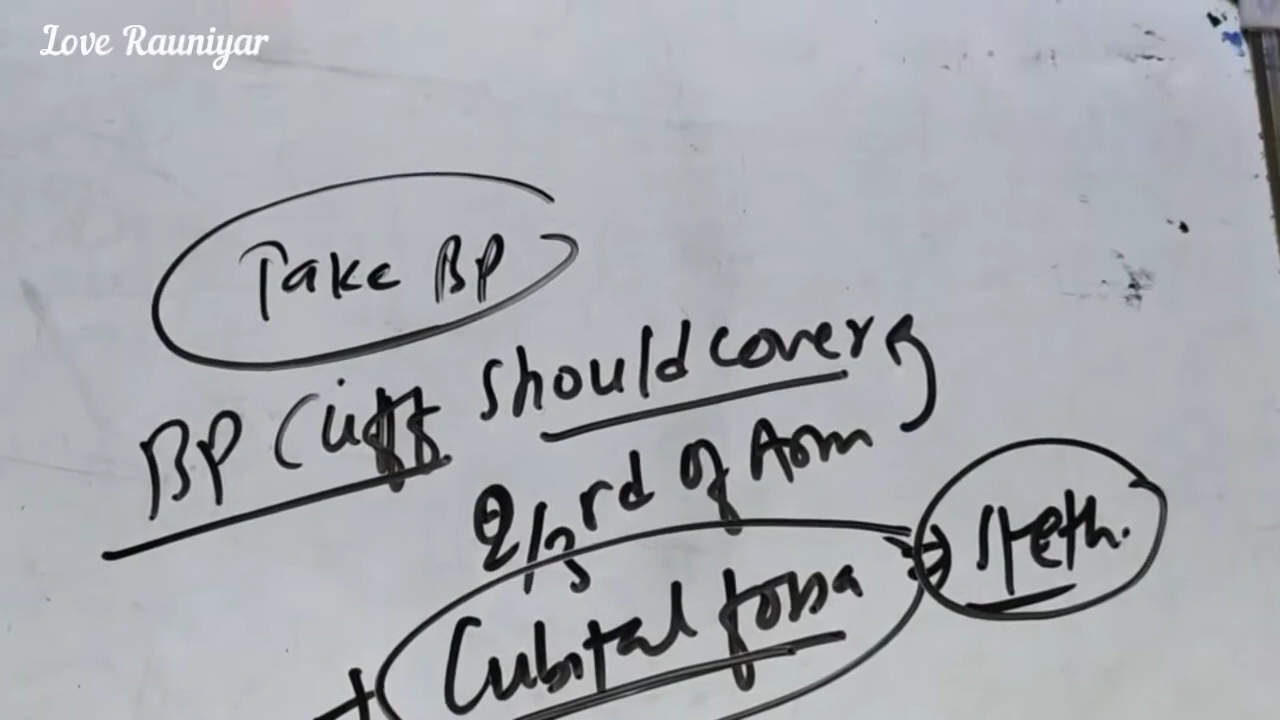 Love Rauniyar
Take BP
BP Cuff should cover
2/3rd of Arm
Cubital fossa
Steth.